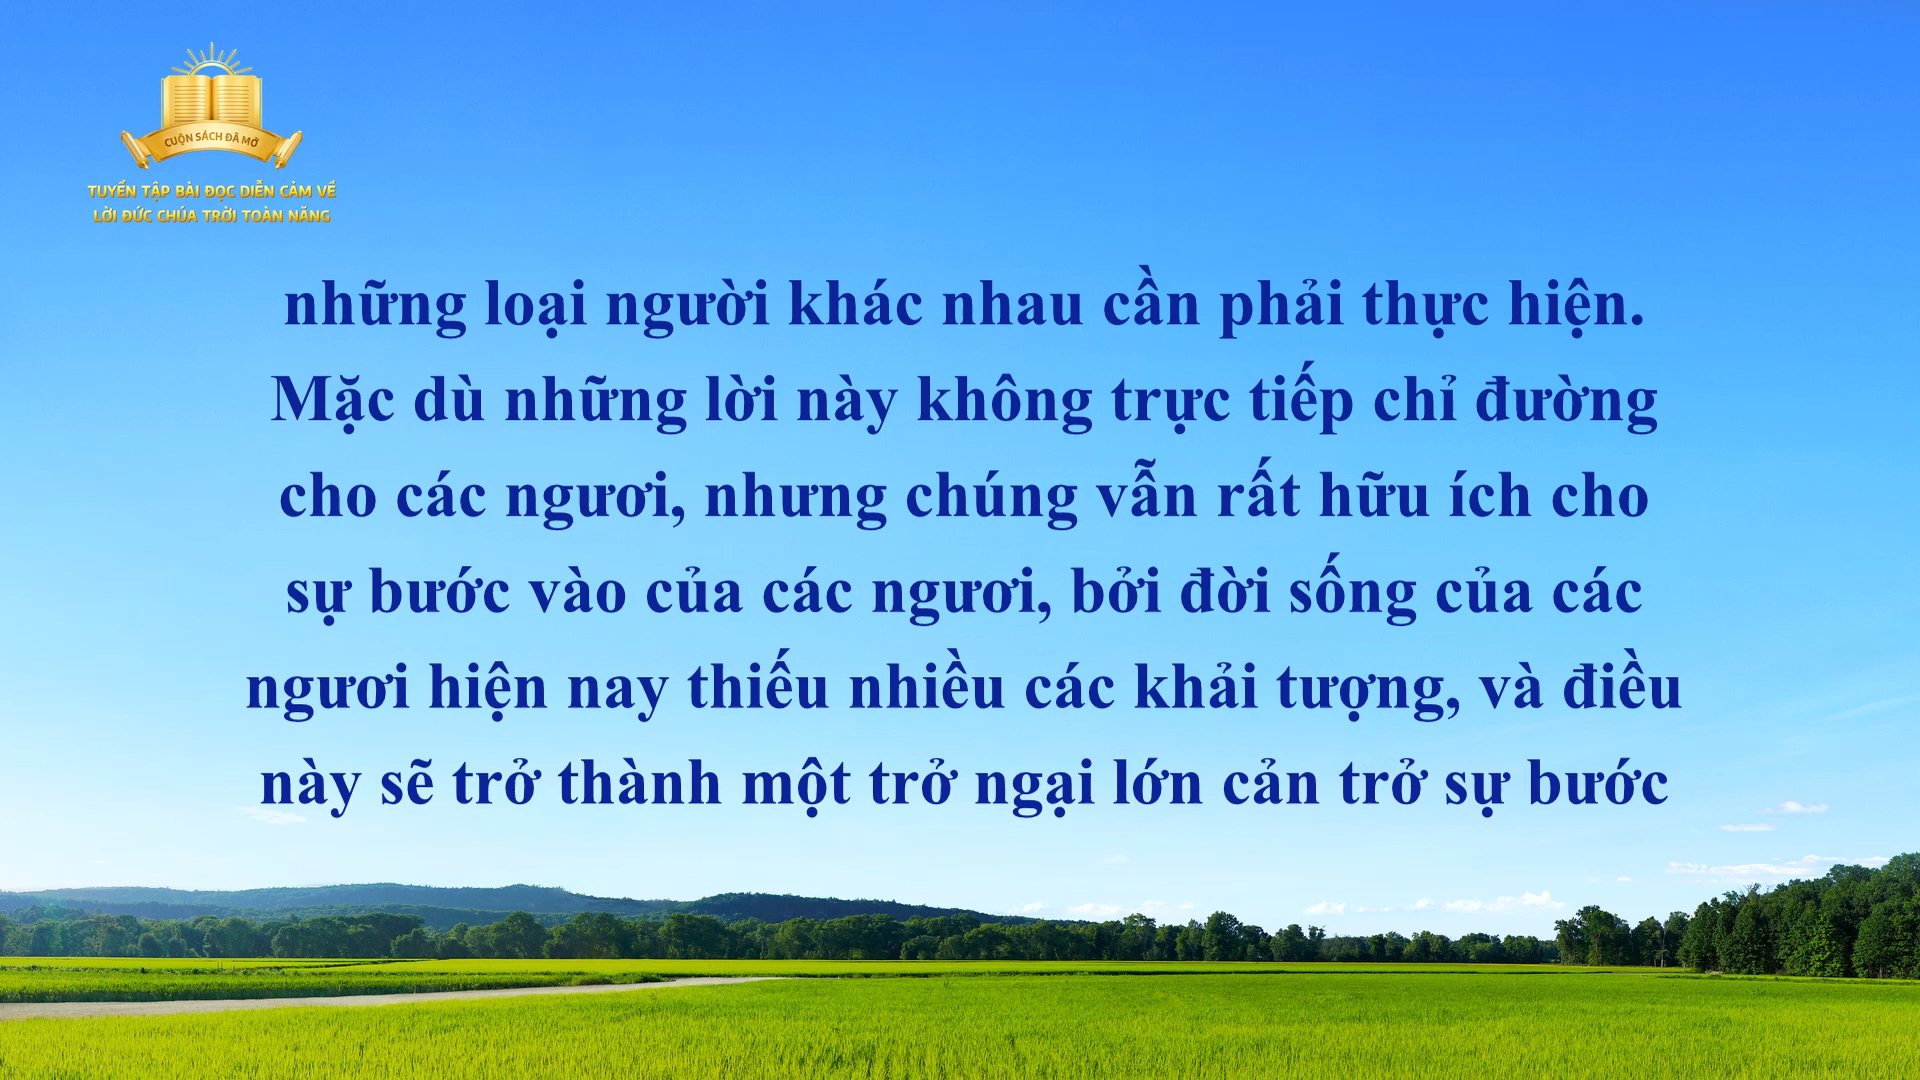 CUỘN SÁCH ĐÃ MỞ
TUYỂN TẬP BÀI ĐỌC DIỄN CẢM VỀ
LỜI ĐỨC CHÚA TRỜI TOÀN NĂNG
những loại người khác nhau cần phải thực hiện.
Mặc dù những lời này không trực tiếp chỉ đường
cho các ngươi, nhưng chúng vẫn rất hữu ích cho
sự bước vào của các ngươi, bởi đời sống của các
ngươi hiện nay thiếu nhiều các khải tượng, và điều
này sẽ trở thành một trở ngại lớn cản trở sự bước